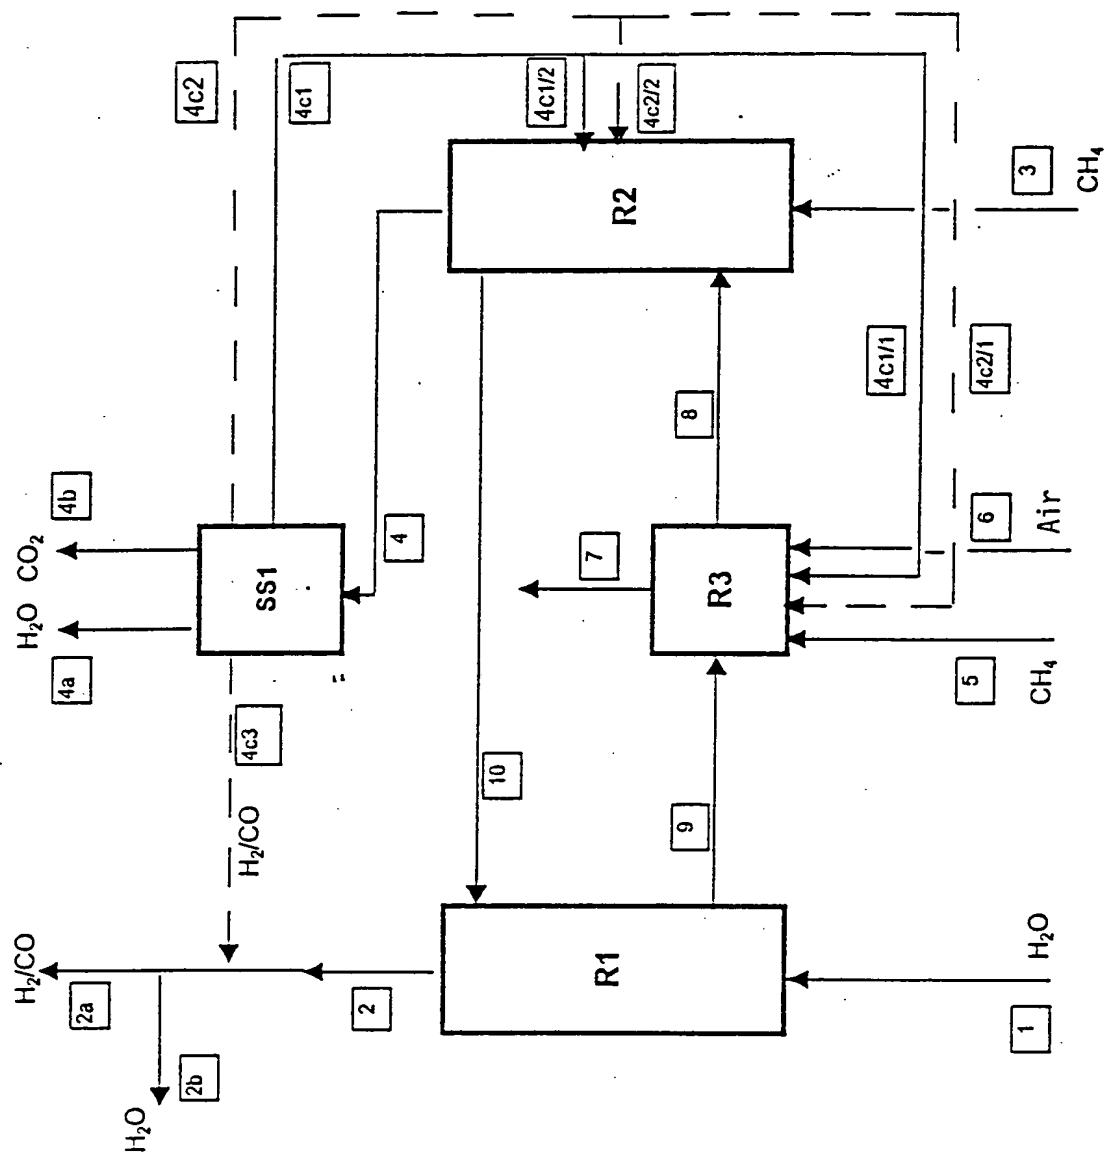 H₂O
2b
2a
H₂/CO
2
R1
1
H₂O
H₂/CO
4c3
10
9
4a
H₂O
CO₂
4b
SS1
4
7
R3
8
5
CH₄
6
Air
4c2
4c1
4c1/2
4c2/2
R2
4c1/1
4c2/1
3
CH₄